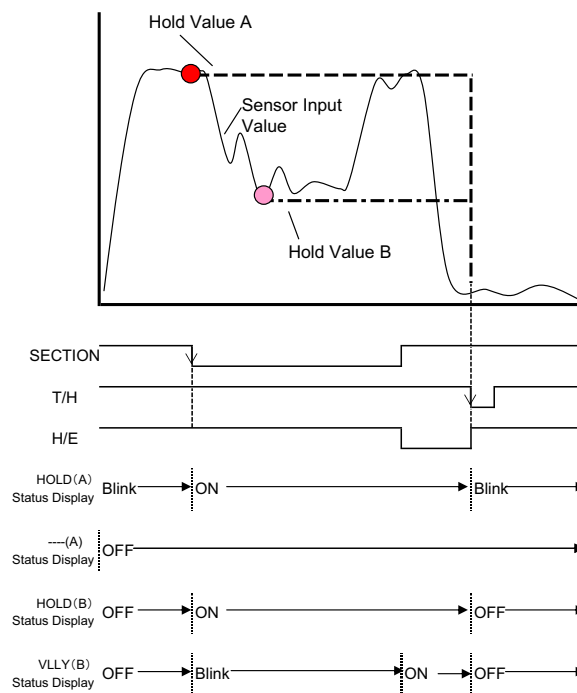 Hold Value A
Sensor Input
Value
Hold Value B
SECTION
T/H
H/E
HOLD(A)
Status Display
Blink
ON
Blink
----(A)
Status Display
OFF
HOLD(B)
Status Display
OFF
ON
OFF
VLLY(B)
Status Display
OFF
Blink
ON
OFF